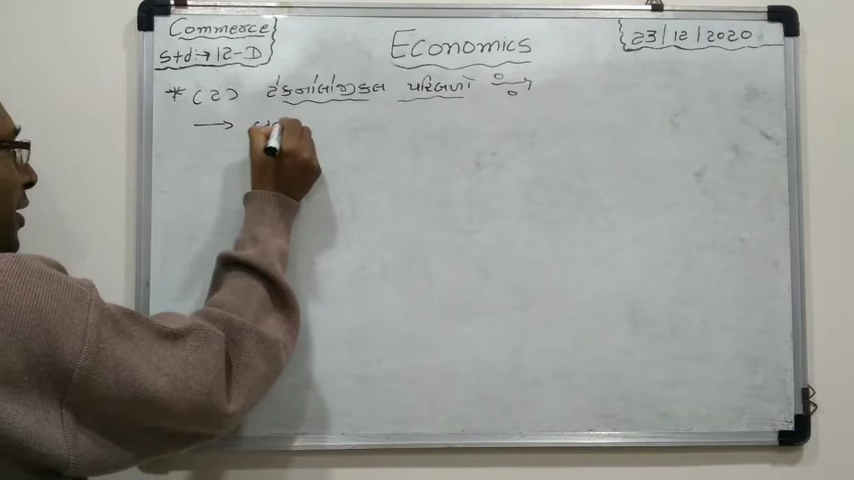 Commerce
Std:→ 12-D
Economics
23/12/2020
* (2) ટેકનોલોજીકલ પરિબળો :→
→